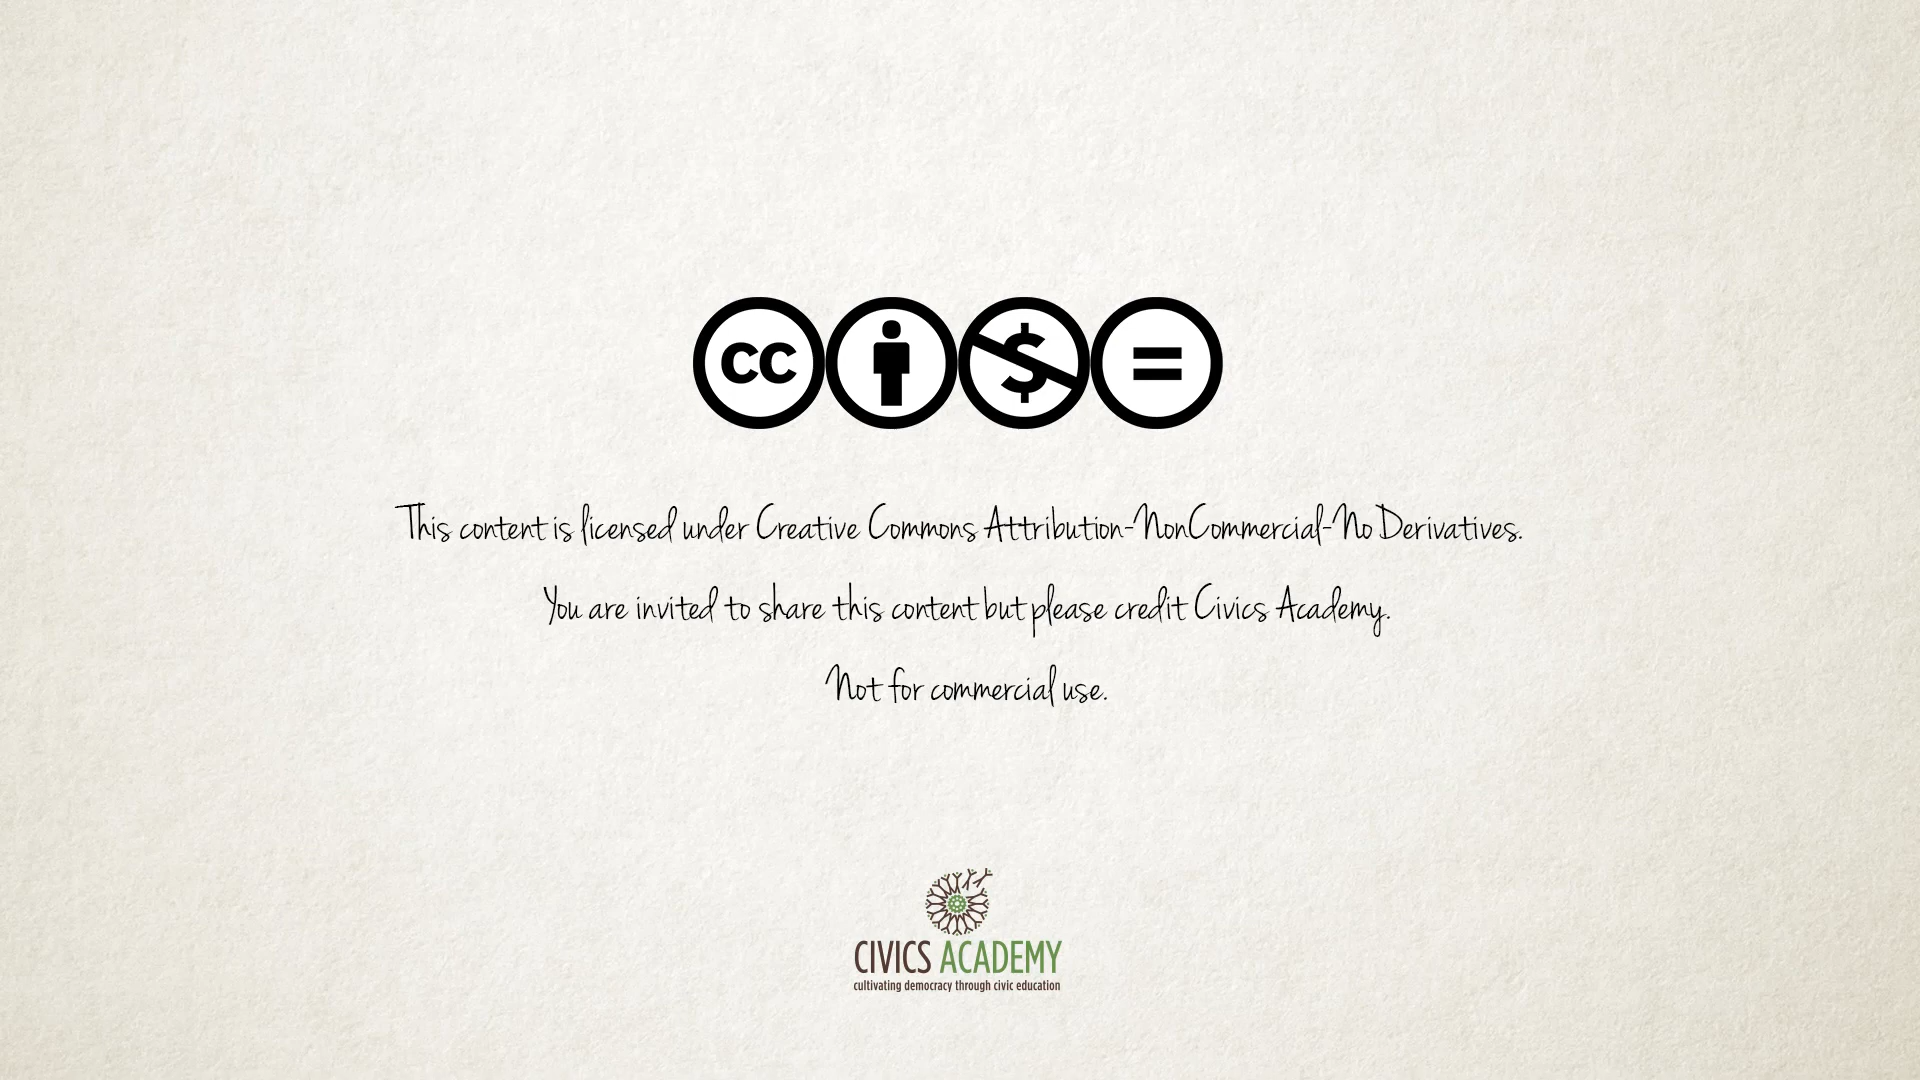 cc
$
=
This content is licensed under Creative Commons Attribution-NonCommercial-No Derivatives.
You are invited to share this content but please credit Civics Academy.
Not for commercial use.
CIVICS ACADEMY
cultivating democracy through civic education